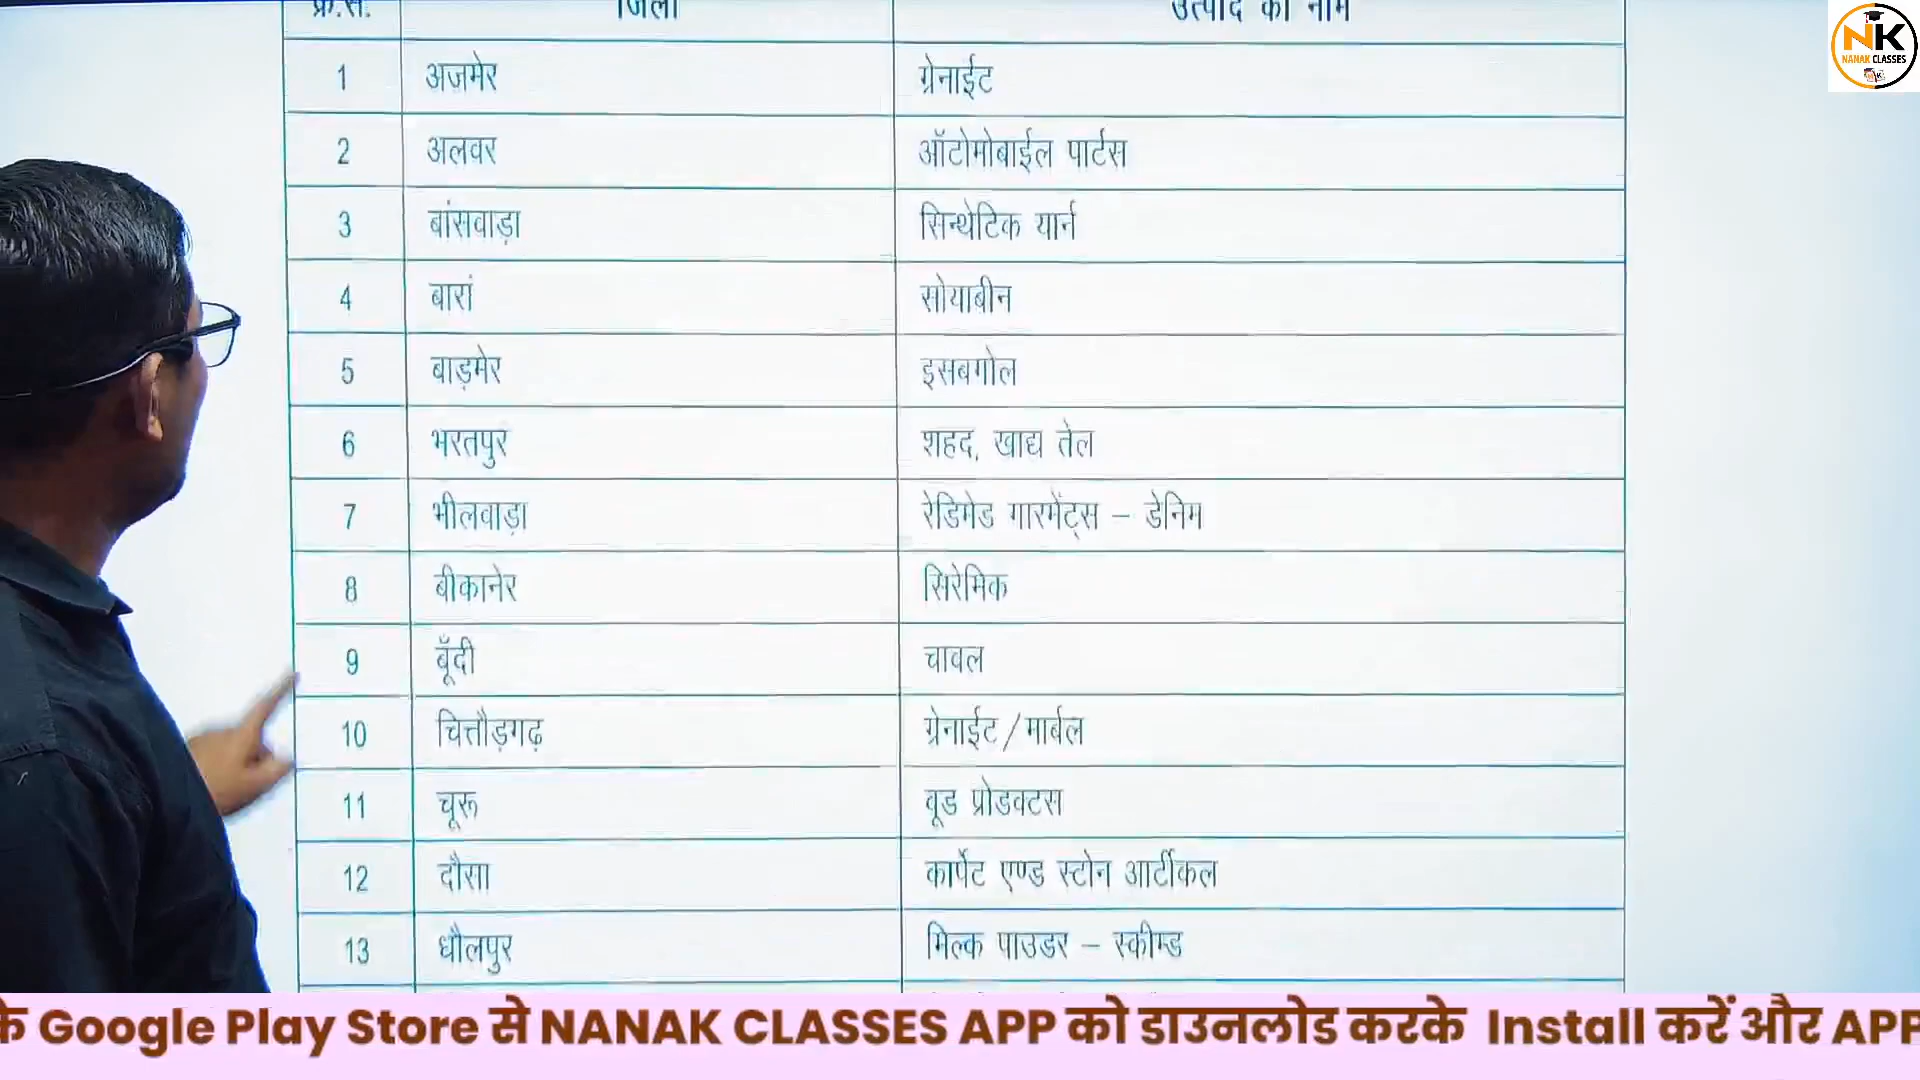 क्र.सं. जिला उत्पाद का नाम
1 अजमेर ग्रेनाईट
2 अलवर ऑटोमोबाईल पार्टस
3 बांसवाड़ा सिन्थेटिक यार्न
4 बारां सोयाबीन
5 बाड़मेर इसबगोल
6 भरतपुर शहद, खाद्य तेल
7 भीलवाड़ा रेडिमेड गारमेंट्स – डेनिम
8 बीकानेर सिरेमिक
9 बूँदी चावल
10 चित्तौड़गढ़ ग्रेनाईट/मार्बल
11 चूरू वूड प्रोडक्टस
12 दौसा कार्पेट एण्ड स्टोन आर्टीकल
13 धौलपुर मिल्क पाउडर – स्कीम्ड
NK
NANAK CLASSES
के Google Play Store से NANAK CLASSES APP को डाउनलोड करके Install करें और APP